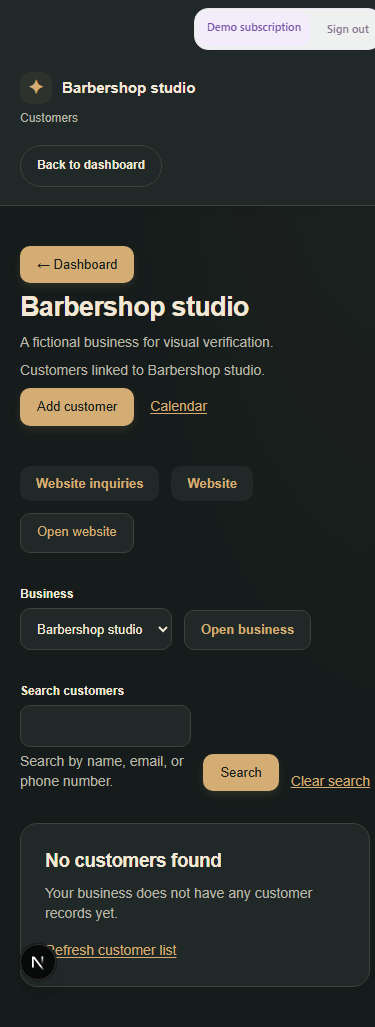 Demo subscription Sign out
Barbershop studio
Customers
Back to dashboard
← Dashboard
Barbershop studio
A fictional business for visual verification.
Customers linked to Barbershop studio.
Add customer Calendar
Website inquiries Website
Open website
Business
Barbershop studio Open business
Search customers
Search by name, email, or
phone number.
Search Clear search
No customers found
Your business does not have any customer
records yet.
Refresh customer list
N